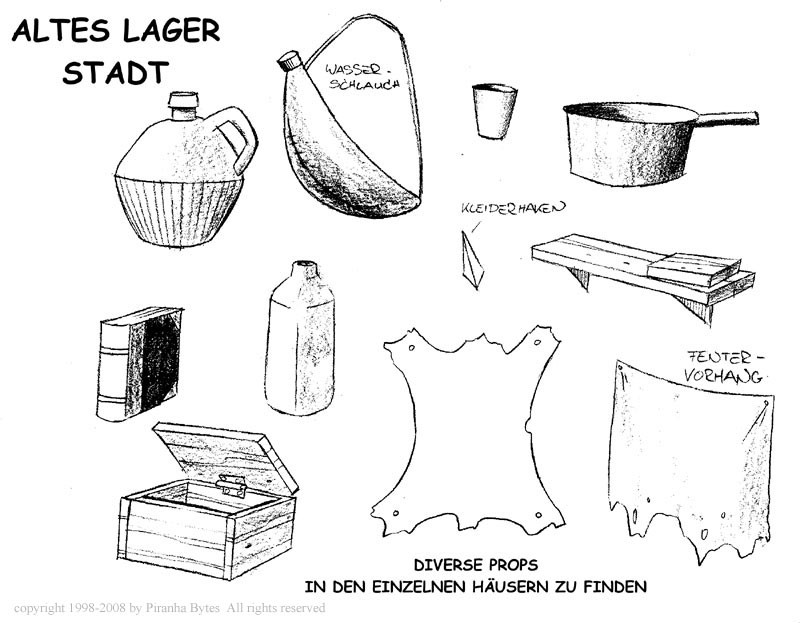 ALTES LAGER
STADT
WASSER-
SCHLAUCH
KLEIDERHAKEN
FENTER-
VORHANG
DIVERSE PROPS
IN DEN EINZELNEN HÄUSERN ZU FINDEN
copyright 1998-2008 by Piranha Bytes All rights reserved